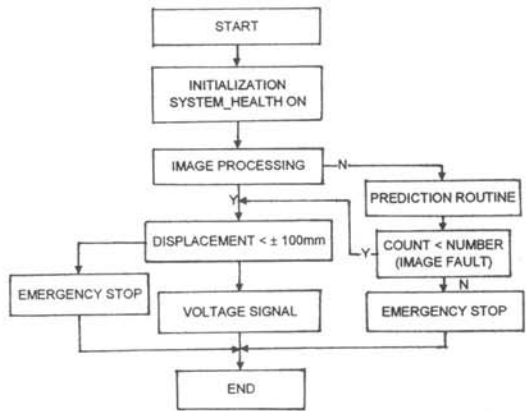 START
INITIALIZATION
SYSTEM_HEALTH ON
IMAGE PROCESSING
N
PREDICTION ROUTINE
Y
DISPLACEMENT < ± 100mm
Y
COUNT < NUMBER
(IMAGE FAULT)
N
EMERGENCY STOP
VOLTAGE SIGNAL
EMERGENCY STOP
END